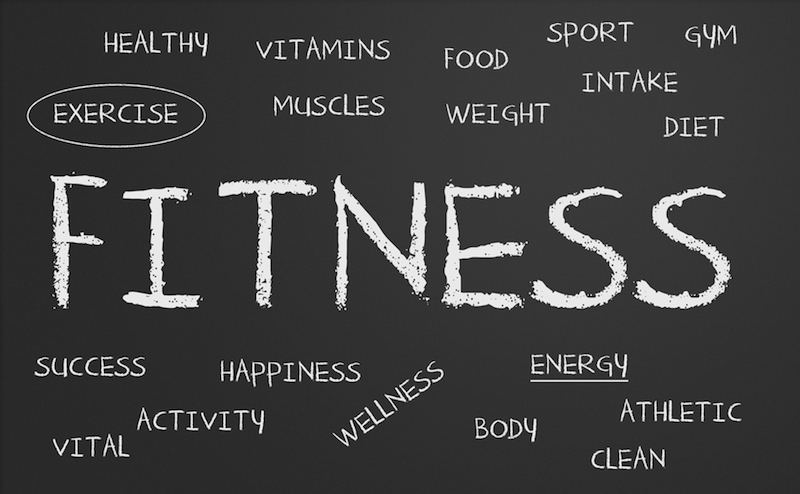 HEALTHY
VITAMINS
FOOD
SPORT
GYM
INTAKE
EXERCISE
MUSCLES
WEIGHT
DIET
FITNESS
SUCCESS
HAPPINESS
WELLNESS
ENERGY
ACTIVITY
BODY
ATHLETIC
VITAL
CLEAN